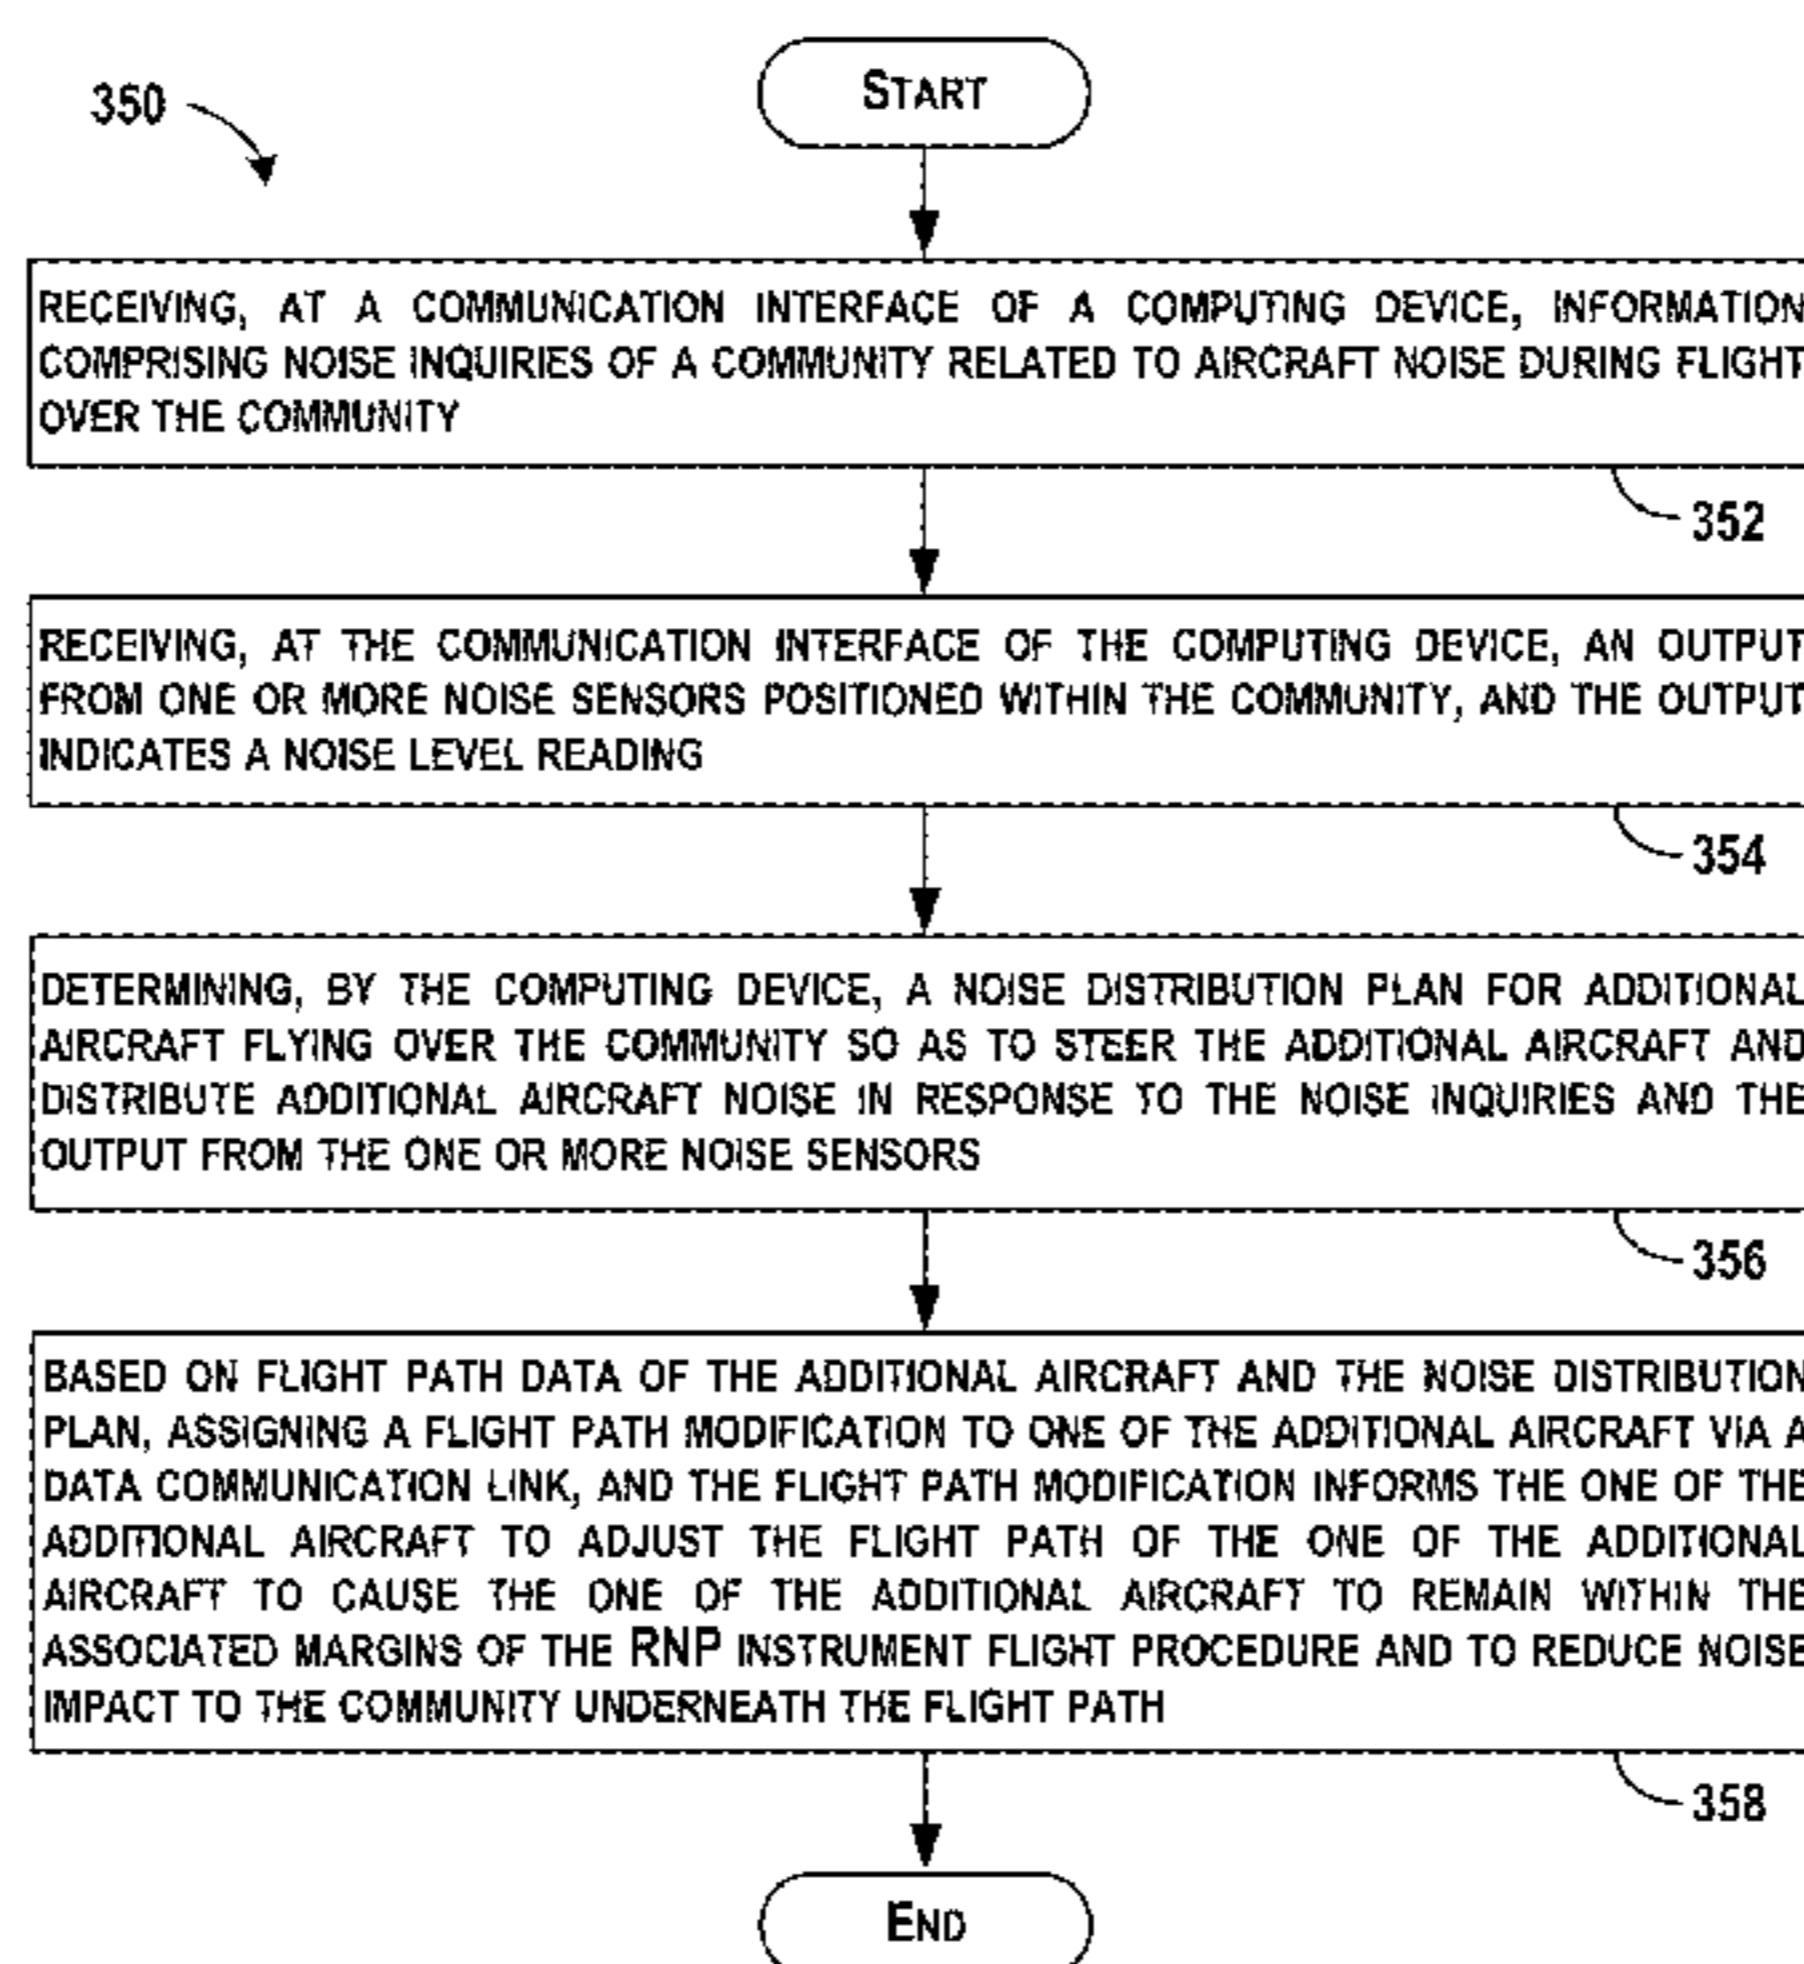 START
350
RECEIVING, AT A COMMUNICATION INTERFACE OF A COMPUTING DEVICE, INFORMATION
COMPRISING NOISE INQUIRIES OF A COMMUNITY RELATED TO AIRCRAFT NOISE DURING FLIGHT
OVER THE COMMUNITY
352
RECEIVING, AT THE COMMUNICATION INTERFACE OF THE COMPUTING DEVICE, AN OUTPUT
FROM ONE OR MORE NOISE SENSORS POSITIONED WITHIN THE COMMUNITY, AND THE OUTPUT
INDICATES A NOISE LEVEL READING
354
DETERMINING, BY THE COMPUTING DEVICE, A NOISE DISTRIBUTION PLAN FOR ADDITIONAL
AIRCRAFT FLYING OVER THE COMMUNITY SO AS TO STEER THE ADDITIONAL AIRCRAFT AND
DISTRIBUTE ADDITIONAL AIRCRAFT NOISE IN RESPONSE TO THE NOISE INQUIRIES AND THE
OUTPUT FROM THE ONE OR MORE NOISE SENSORS
356
BASED ON FLIGHT PATH DATA OF THE ADDITIONAL AIRCRAFT AND THE NOISE DISTRIBUTION
PLAN, ASSIGNING A FLIGHT PATH MODIFICATION TO ONE OF THE ADDITIONAL AIRCRAFT VIA A
DATA COMMUNICATION LINK, AND THE FLIGHT PATH MODIFICATION INFORMS THE ONE OF THE
ADDITIONAL AIRCRAFT TO ADJUST THE FLIGHT PATH OF THE ONE OF THE ADDITIONAL
AIRCRAFT TO CAUSE THE ONE OF THE ADDITIONAL AIRCRAFT TO REMAIN WITHIN THE
ASSOCIATED MARGINS OF THE RNP INSTRUMENT FLIGHT PROCEDURE AND TO REDUCE NOISE
IMPACT TO THE COMMUNITY UNDERNEATH THE FLIGHT PATH
358
END